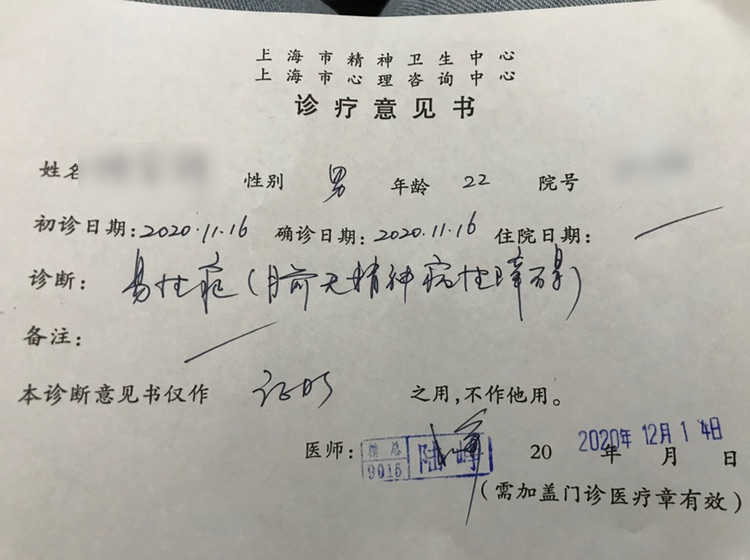 上海市精神卫生中心
上海市心理咨询中心
诊疗意见书
姓名 性别 男 年龄 22 院号
初诊日期:2020.11.16 确诊日期:2020.11.16 住院日期:
诊断: 易性症(目前无精神病性障碍)
备注:
本诊断意见书仅作 证明 之用,不作他用。
医师: 精总 9015 陆峥 20 年 月 日 2020年12月14日
(需加盖门诊医疗章有效)